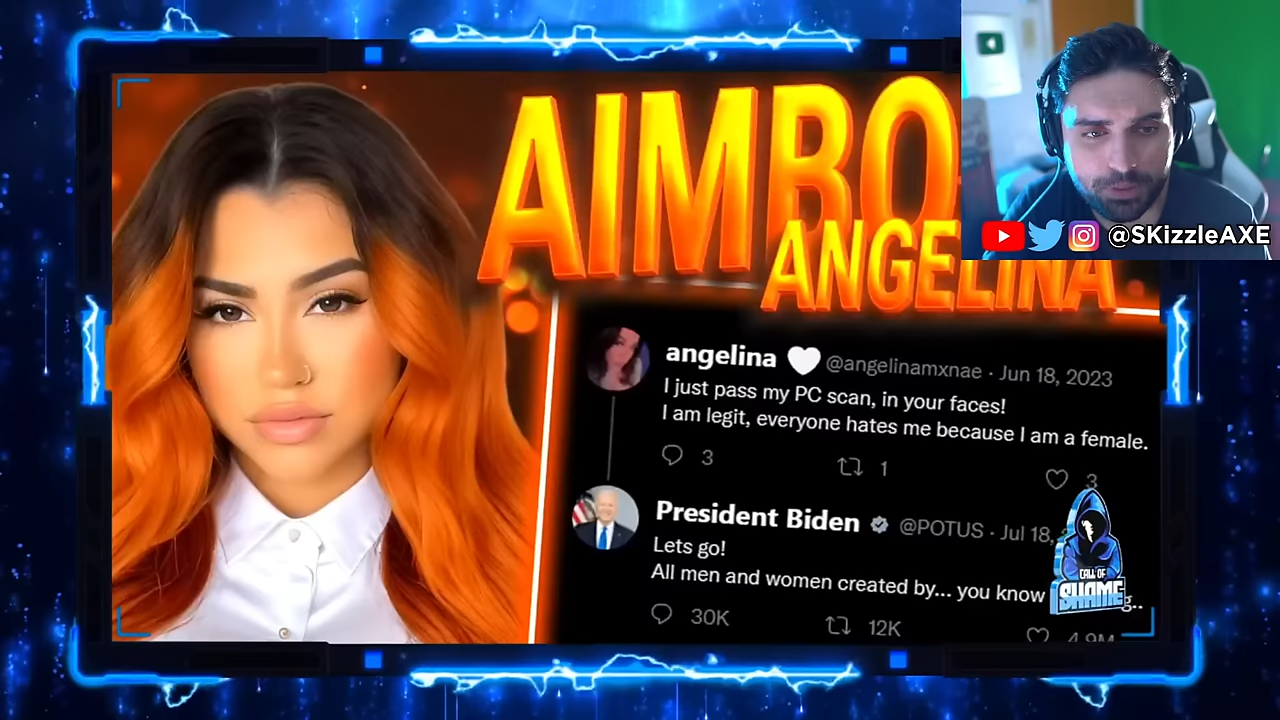 AIMBO
ANGELINA
@SKizzleAXE
angelina @angelinamxnae · Jun 18, 2023
I just pass my PC scan, in your faces!
I am legit, everyone hates me because I am a female.
3 1 3
President Biden @POTUS · Jul 18,
Lets go!
All men and women created by... you know
30K 12K 4.9M
CALL OF
SHAME